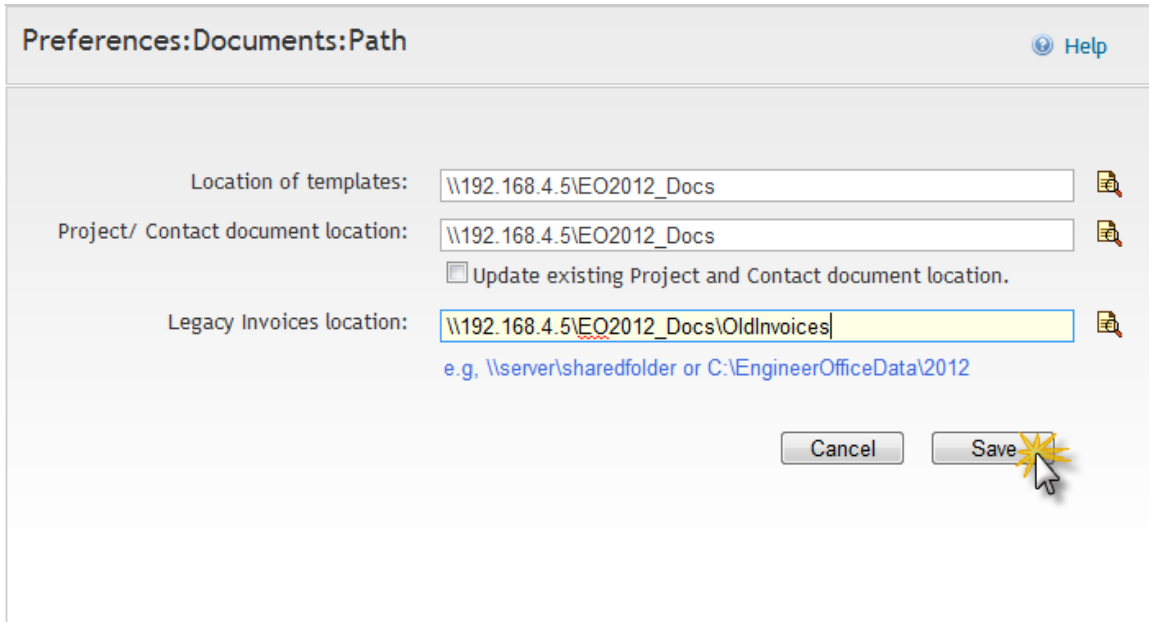 Preferences:Documents:Path
Help
Location of templates: \\192.168.4.5\EO2012_Docs
Project/ Contact document location: \\192.168.4.5\EO2012_Docs
Update existing Project and Contact document location.
Legacy Invoices location: \\192.168.4.5\EO2012_Docs\OldInvoices
e.g, \\server\sharedfolder or C:\EngineerOfficeData\2012
Cancel Save